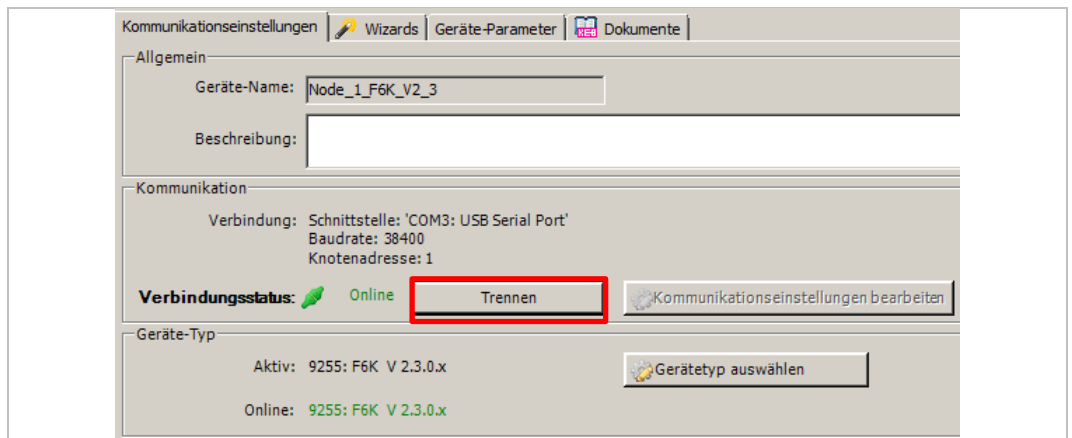 Kommunikationseinstellungen Wizards Geräte-Parameter KEB Dokumente
Allgemein
Geräte-Name: Node_1_F6K_V2_3
Beschreibung:
Kommunikation
Verbindung: Schnittstelle: 'COM3: USB Serial Port'
Baudrate: 38400
Knotenadresse: 1
Verbindungsstatus: Online Trennen Kommunikationseinstellungen bearbeiten
Geräte-Typ
Aktiv: 9255: F6K V 2.3.0.x Gerätetyp auswählen
Online: 9255: F6K V 2.3.0.x